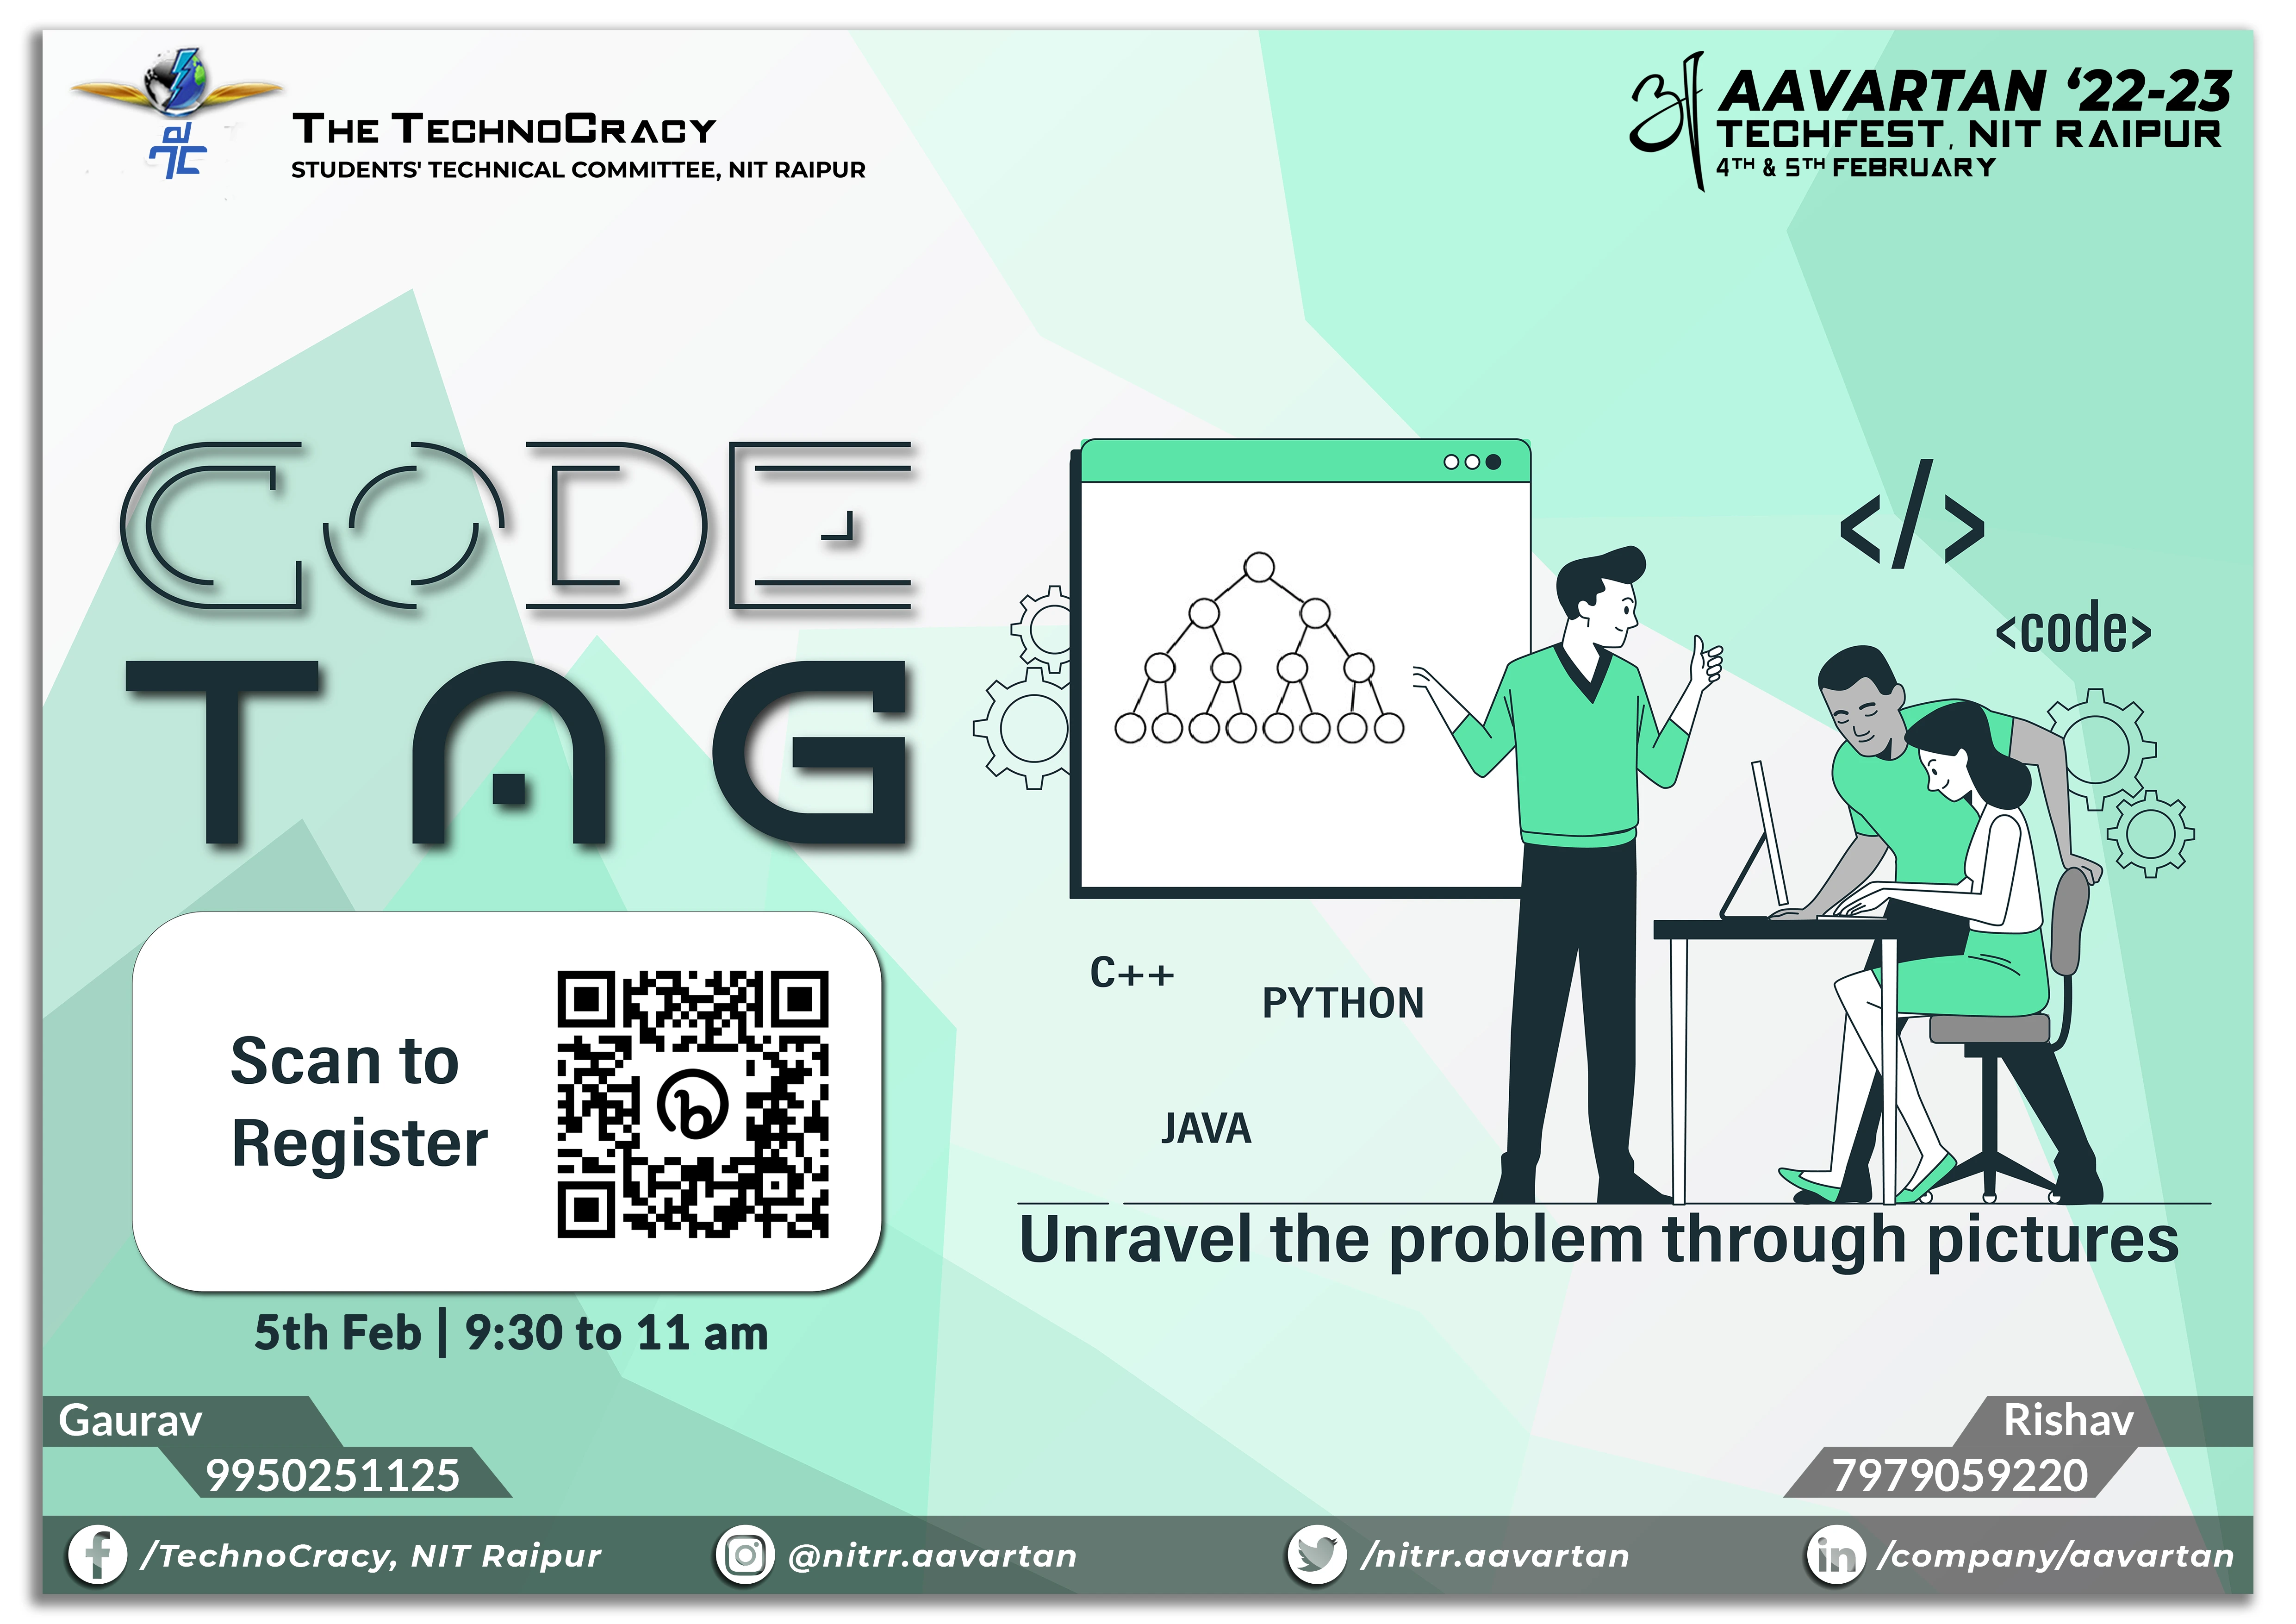 THE TECHNOCRACY
STUDENTS' TECHNICAL COMMITTEE, NIT RAIPUR
AAVARTAN ‘22-23
TECHFEST, NIT RAIPUR
4TH & 5TH FEBRUARY
CODE
TAG
Scan to
Register
5th Feb | 9:30 to 11 am
</>
<code>
C++
PYTHON
JAVA
Unravel the problem through pictures
Gaurav
9950251125
Rishav
7979059220
/TechnoCracy, NIT Raipur
@nitrr.aavartan
/nitrr.aavartan
/company/aavartan